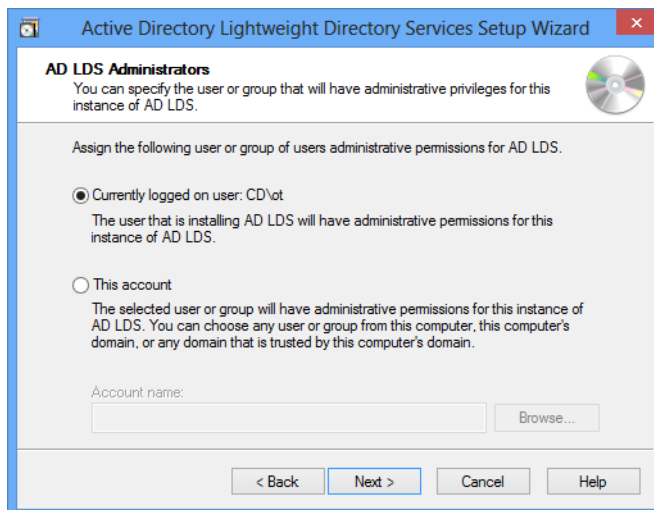 Active Directory Lightweight Directory Services Setup Wizard
AD LDS Administrators
You can specify the user or group that will have administrative privileges for this
instance of AD LDS.
Assign the following user or group of users administrative permissions for AD LDS.
Currently logged on user: CD\ot
The user that is installing AD LDS will have administrative permissions for this
instance of AD LDS.
This account
The selected user or group will have administrative permissions for this instance of
AD LDS. You can choose any user or group from this computer, this computer's
domain, or any domain that is trusted by this computer's domain.
Account name:
Browse...
< Back Next > Cancel Help